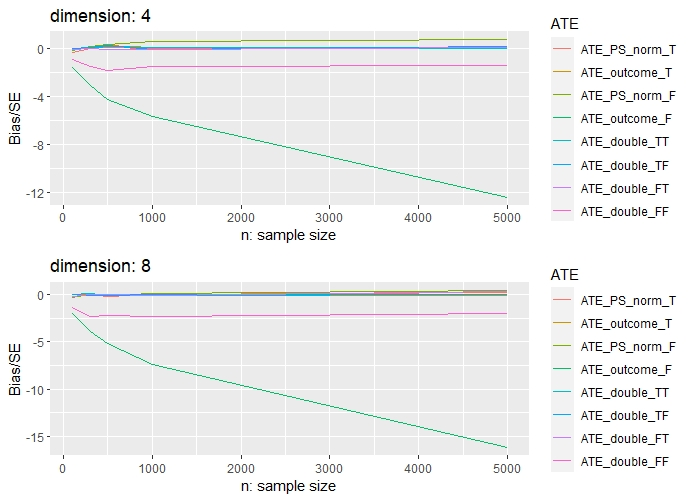 dimension: 4
ATE
0
-4
-8
-12
Bias/SE
0
1000
2000
3000
4000
5000
n: sample size
ATE_PS_norm_T
ATE_outcome_T
ATE_PS_norm_F
ATE_outcome_F
ATE_double_TT
ATE_double_TF
ATE_double_FT
ATE_double_FF
dimension: 8
ATE
0
-5
-10
-15
Bias/SE
0
1000
2000
3000
4000
5000
n: sample size
ATE_PS_norm_T
ATE_outcome_T
ATE_PS_norm_F
ATE_outcome_F
ATE_double_TT
ATE_double_TF
ATE_double_FT
ATE_double_FF